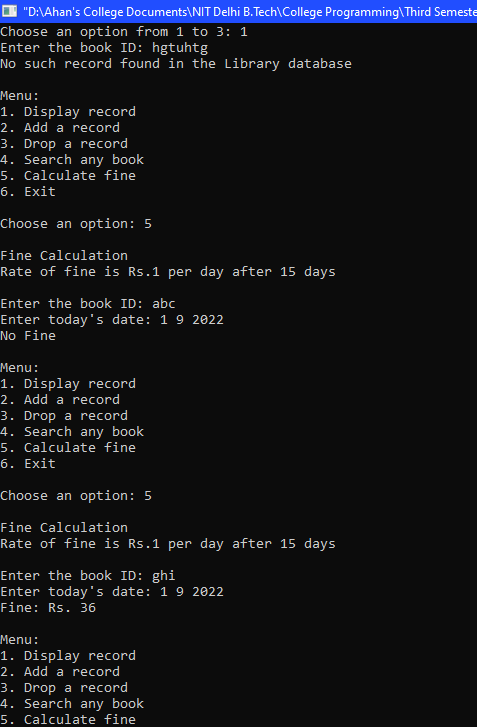 "D:\Ahan's College Documents\NIT Delhi B.Tech\College Programming\Third Semeste
Choose an option from 1 to 3: 1
Enter the book ID: hgtuhtg
No such record found in the Library database
Menu:
1. Display record
2. Add a record
3. Drop a record
4. Search any book
5. Calculate fine
6. Exit
Choose an option: 5
Fine Calculation
Rate of fine is Rs.1 per day after 15 days
Enter the book ID: abc
Enter today's date: 1 9 2022
No Fine
Menu:
1. Display record
2. Add a record
3. Drop a record
4. Search any book
5. Calculate fine
6. Exit
Choose an option: 5
Fine Calculation
Rate of fine is Rs.1 per day after 15 days
Enter the book ID: ghi
Enter today's date: 1 9 2022
Fine: Rs. 36
Menu:
1. Display record
2. Add a record
3. Drop a record
4. Search any book
5. Calculate fine